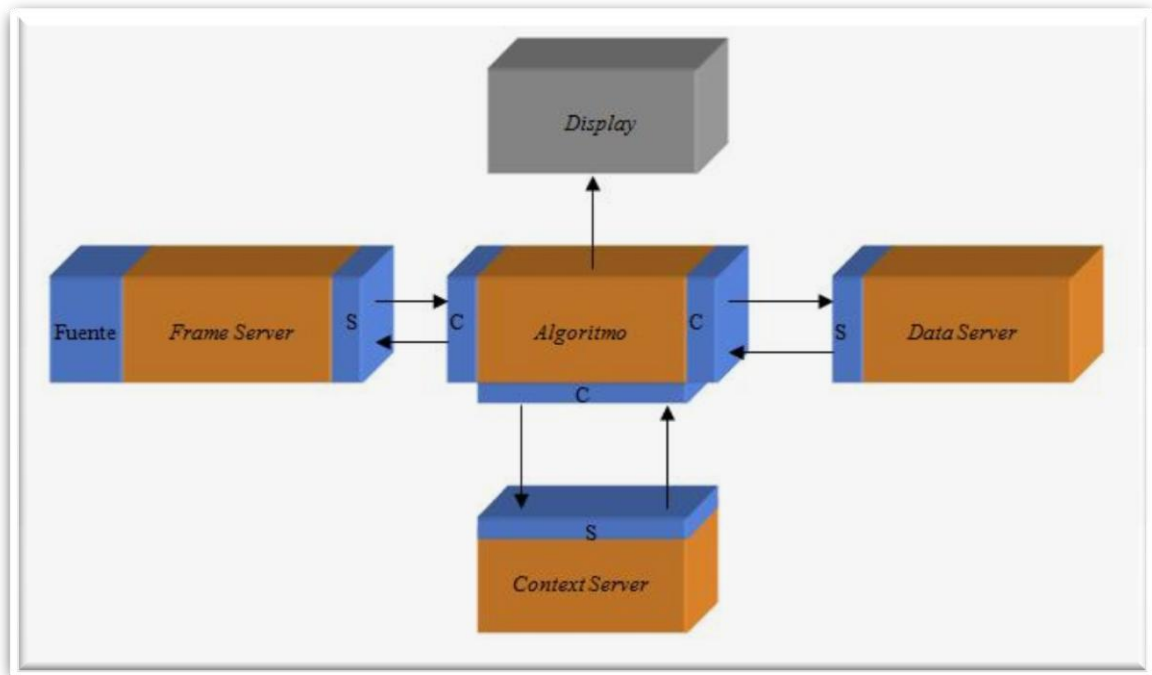 Display
Fuente
Frame Server
S
C
Algoritmo
C
S
Data Server
C
S
Context Server